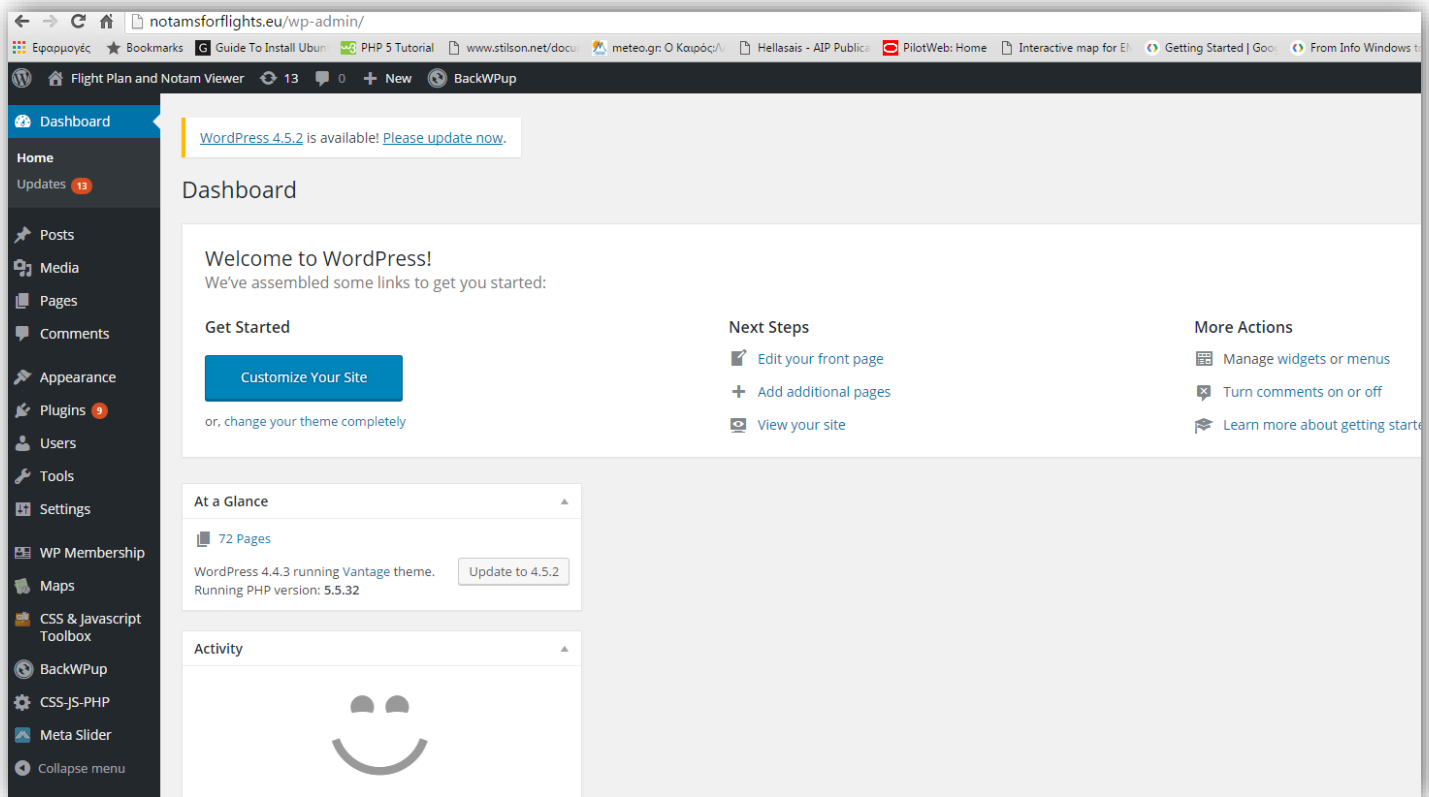 notamsforflights.eu/wp-admin/
Εφαρμογές Bookmarks Guide To Install Ubun PHP 5 Tutorial www.stilson.net/docu meteo.gr: Ο Καιρός: Hellasais - AIP Publica PilotWeb: Home Interactive map for Getting Started | Goo From Info Windows t
Flight Plan and Notam Viewer 13 0 + New BackWPup
Dashboard
Home
Updates 13
Posts
Media
Pages
Comments
Appearance
Plugins 9
Users
Tools
Settings
WP Membership
Maps
CSS & Javascript
Toolbox
BackWPup
CSS-JS-PHP
Meta Slider
Collapse menu
WordPress 4.5.2 is available! Please update now.
Dashboard
Welcome to WordPress!
We've assembled some links to get you started:
Get Started
Customize Your Site
or, change your theme completely
Next Steps
Edit your front page
Add additional pages
View your site
More Actions
Manage widgets or menus
Turn comments on or off
Learn more about getting starte
At a Glance
72 Pages
WordPress 4.4.3 running Vantage theme.
Update to 4.5.2
Running PHP version: 5.5.32
Activity